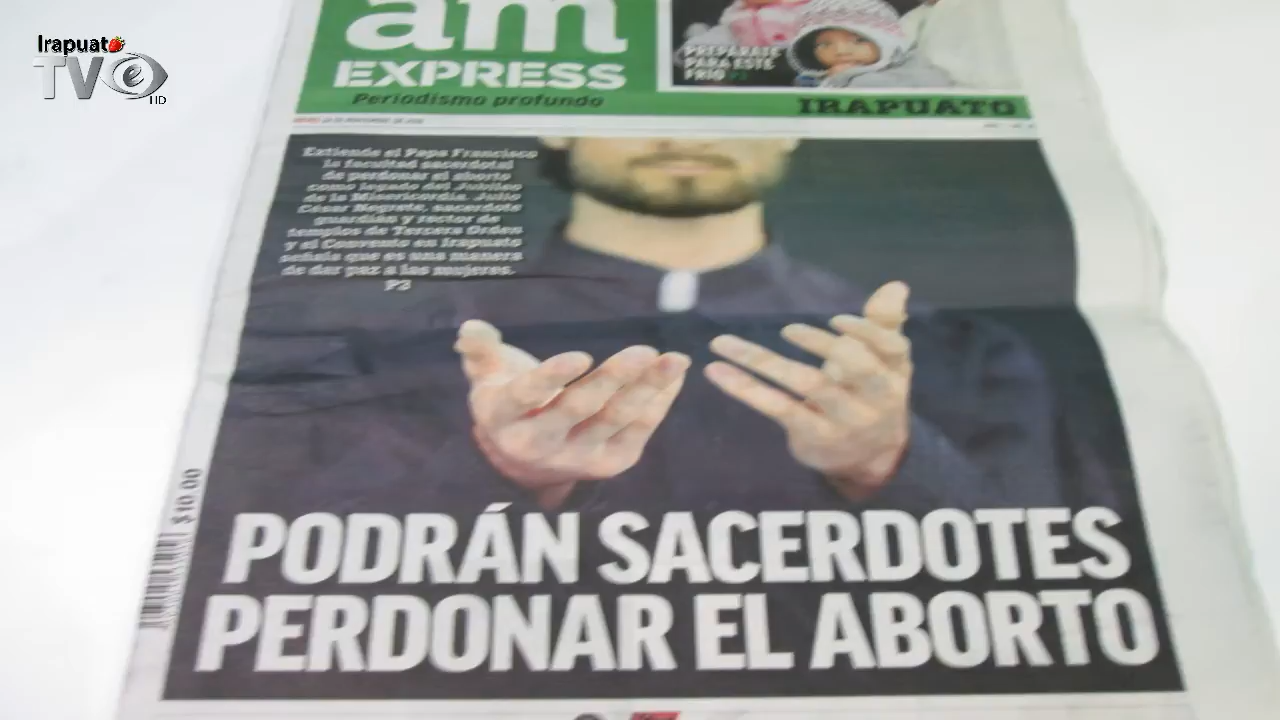 Irapuato
TV
HD
am
EXPRESS
Periodismo profundo
PREPÁRATE
PARA ESTE
FRÍO
IRAPUATO
Extiende el Papa Francisco
la facultad sacerdotal
de perdonar el aborto
como legado del Jubileo
de la Misericordia. Julio
César Negrete, sacerdote
guardián y rector de
templos de Tercera Orden
y el Convento en Irapuato
señala que es una manera
de dar paz a las mujeres.
P3
$10.00
PODRÁN SACERDOTES
PERDONAR EL ABORTO